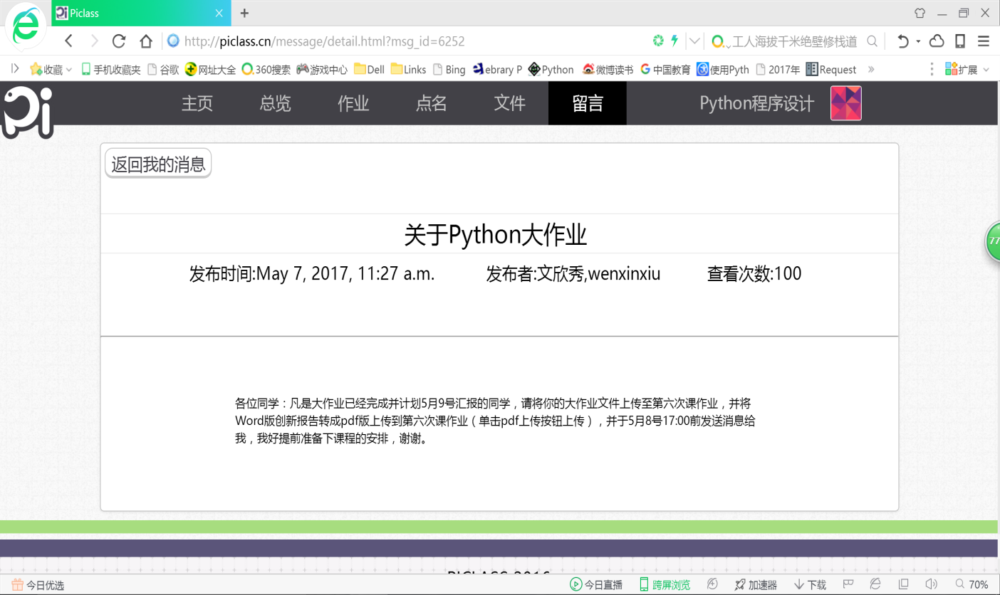 Piclass
http://piclass.cn/message/detail.html?msg_id=6252
工人海拔千米绝壁修栈道
收藏 手机收藏夹 谷歌 网址大全 360搜索 游戏中心 Dell Links Bing ebrary P Python 微博读书 中国教育 使用Pyth 2017年 Request » 扩展
Pi 主页 总览 作业 点名 文件 留言 Python程序设计
返回我的消息
关于Python大作业
发布时间:May 7, 2017, 11:27 a.m. 发布者:文欣秀,wenxinxiu 查看次数:100
77
各位同学：凡是大作业已经完成并计划5月9号汇报的同学，请将你的大作业文件上传至第六次课作业，并将
Word版创新报告转成pdf版上传到第六次课作业（单击pdf上传按钮上传），并于5月8号17:00前发送消息给
我，我好提前准备下课程的安排，谢谢。
PICLASS 2016
今日优选 今日直播 跨屏浏览 加速器 下载 70%